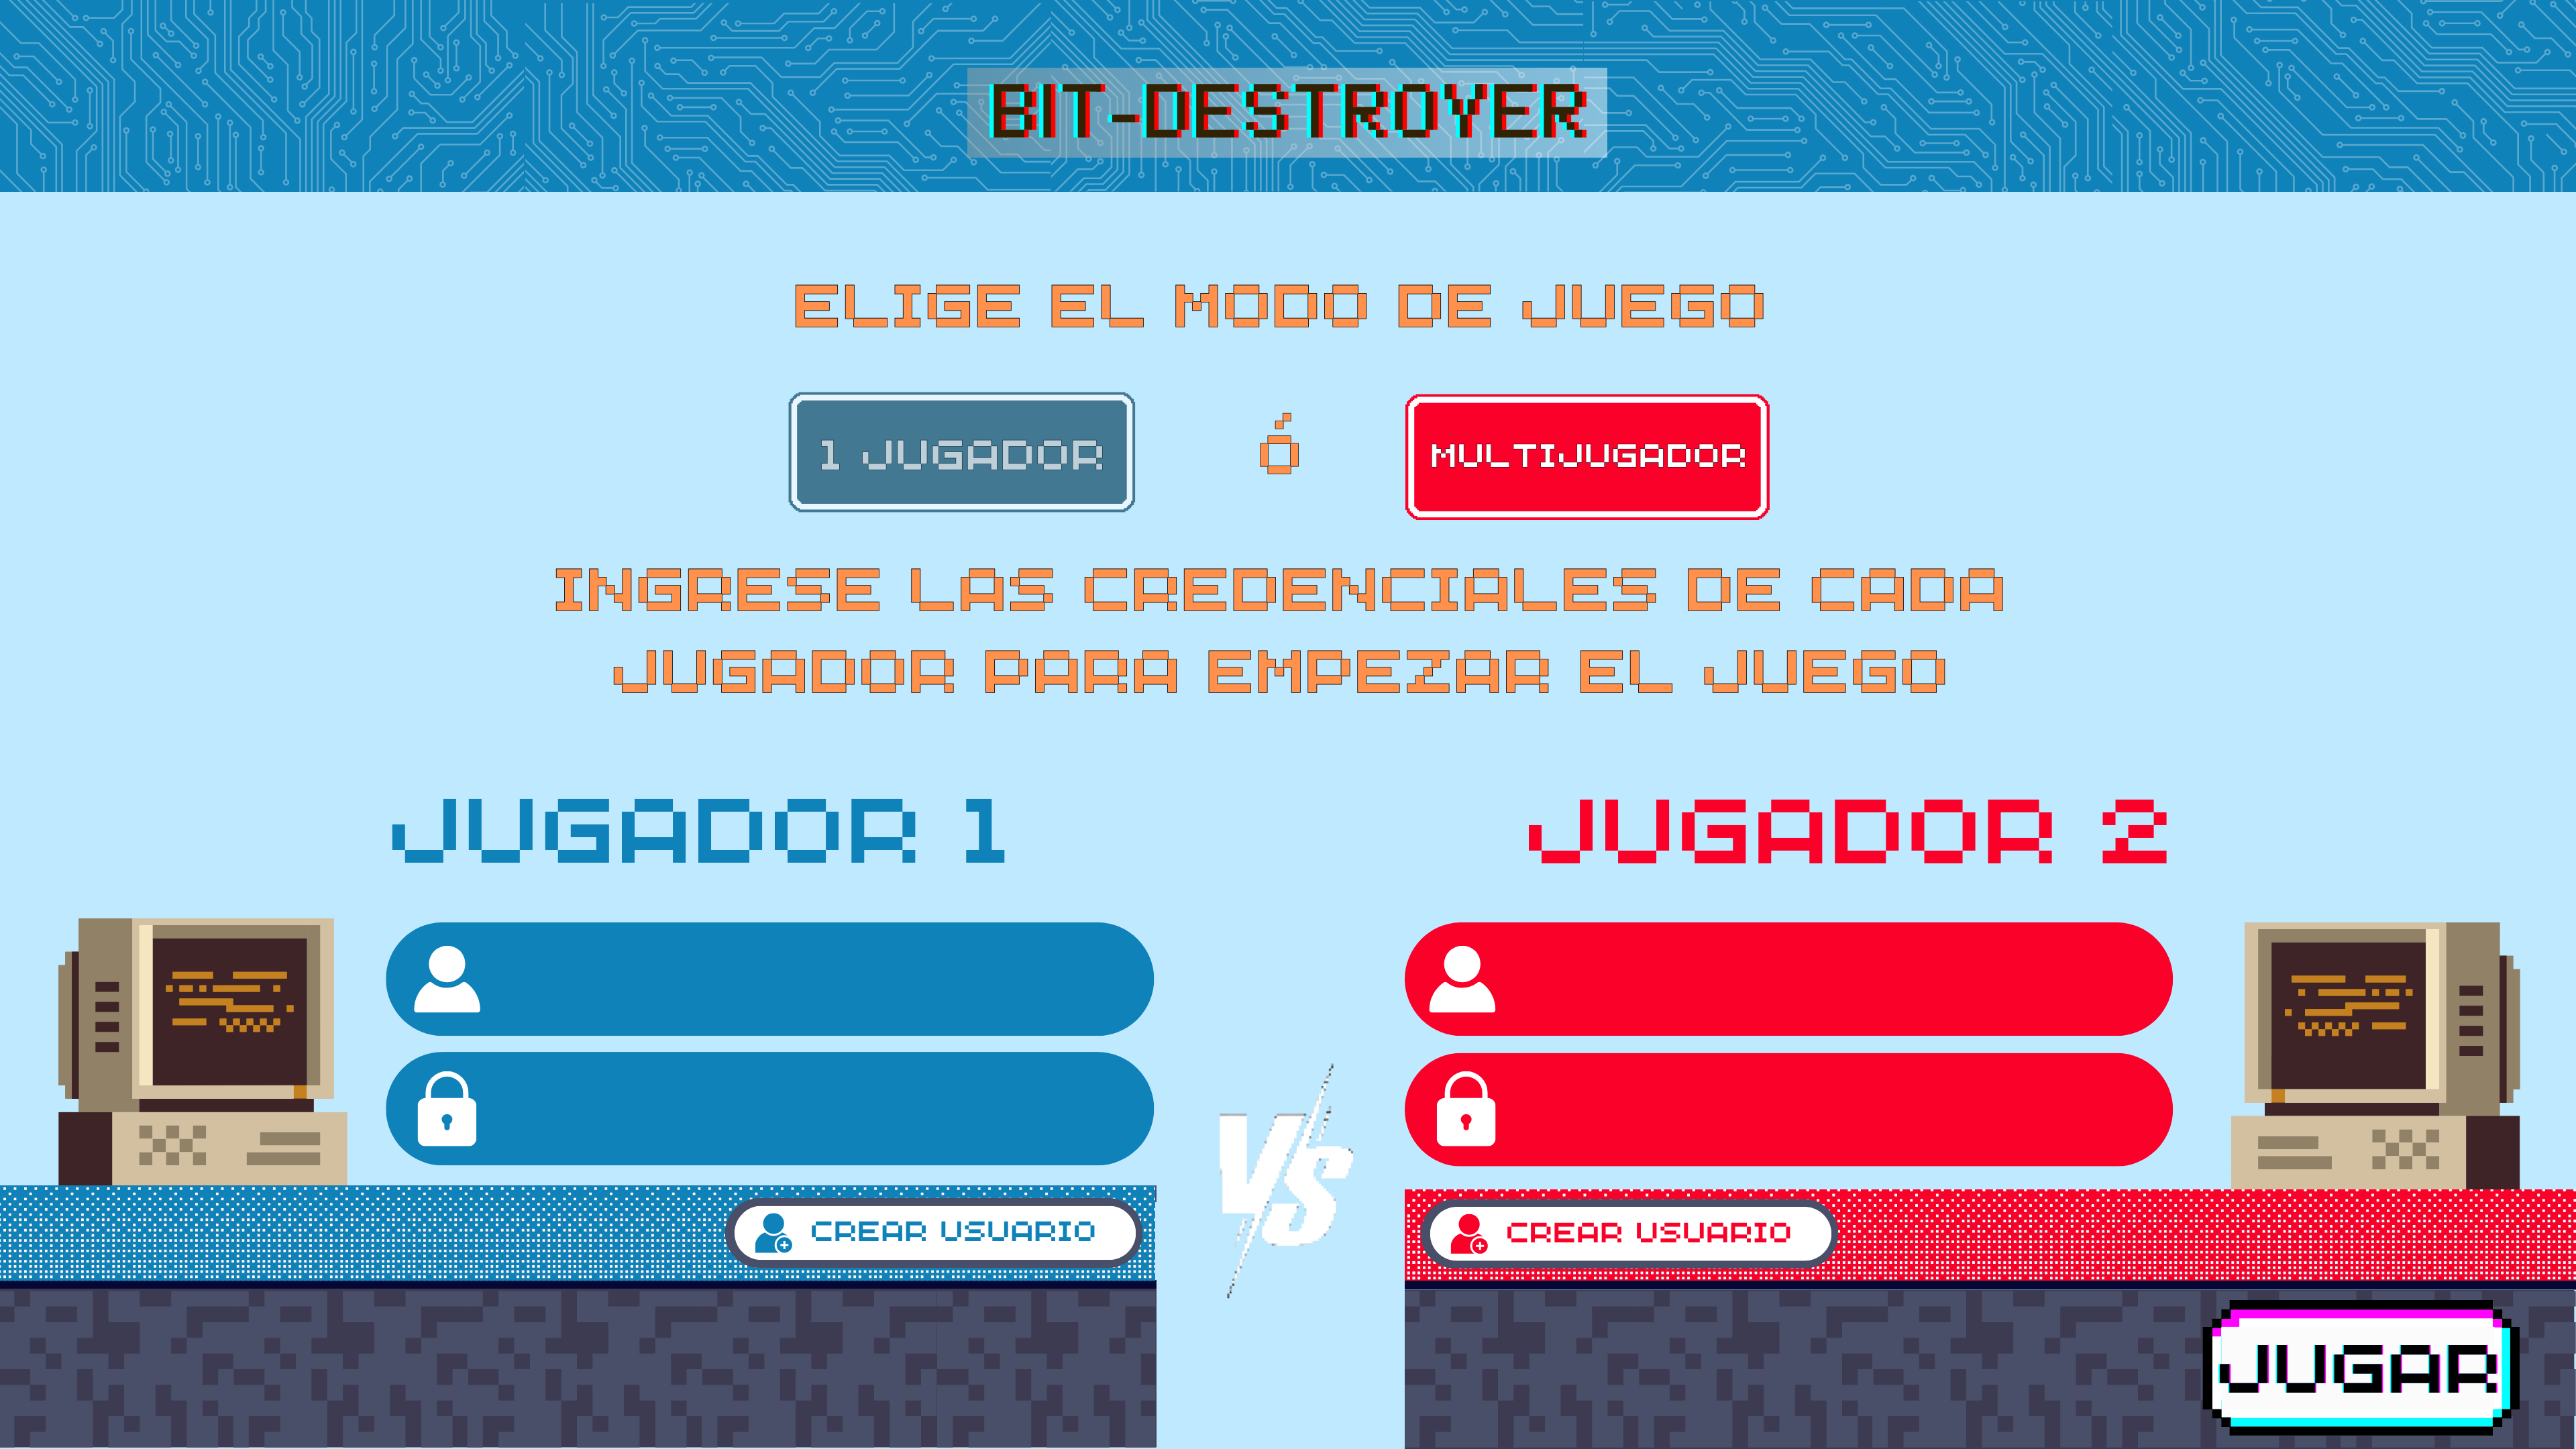 BIT-DESTROYER
ELIGE EL MODO DE JUEGO
1 JUGADOR
Ó
MULTIJUGADOR
INGRESE LAS CREDENCIALES DE CADA
JUGADOR PARA EMPEZAR EL JUEGO
JUGADOR 1
JUGADOR 2
VS
CREAR USUARIO
CREAR USUARIO
JUGAR